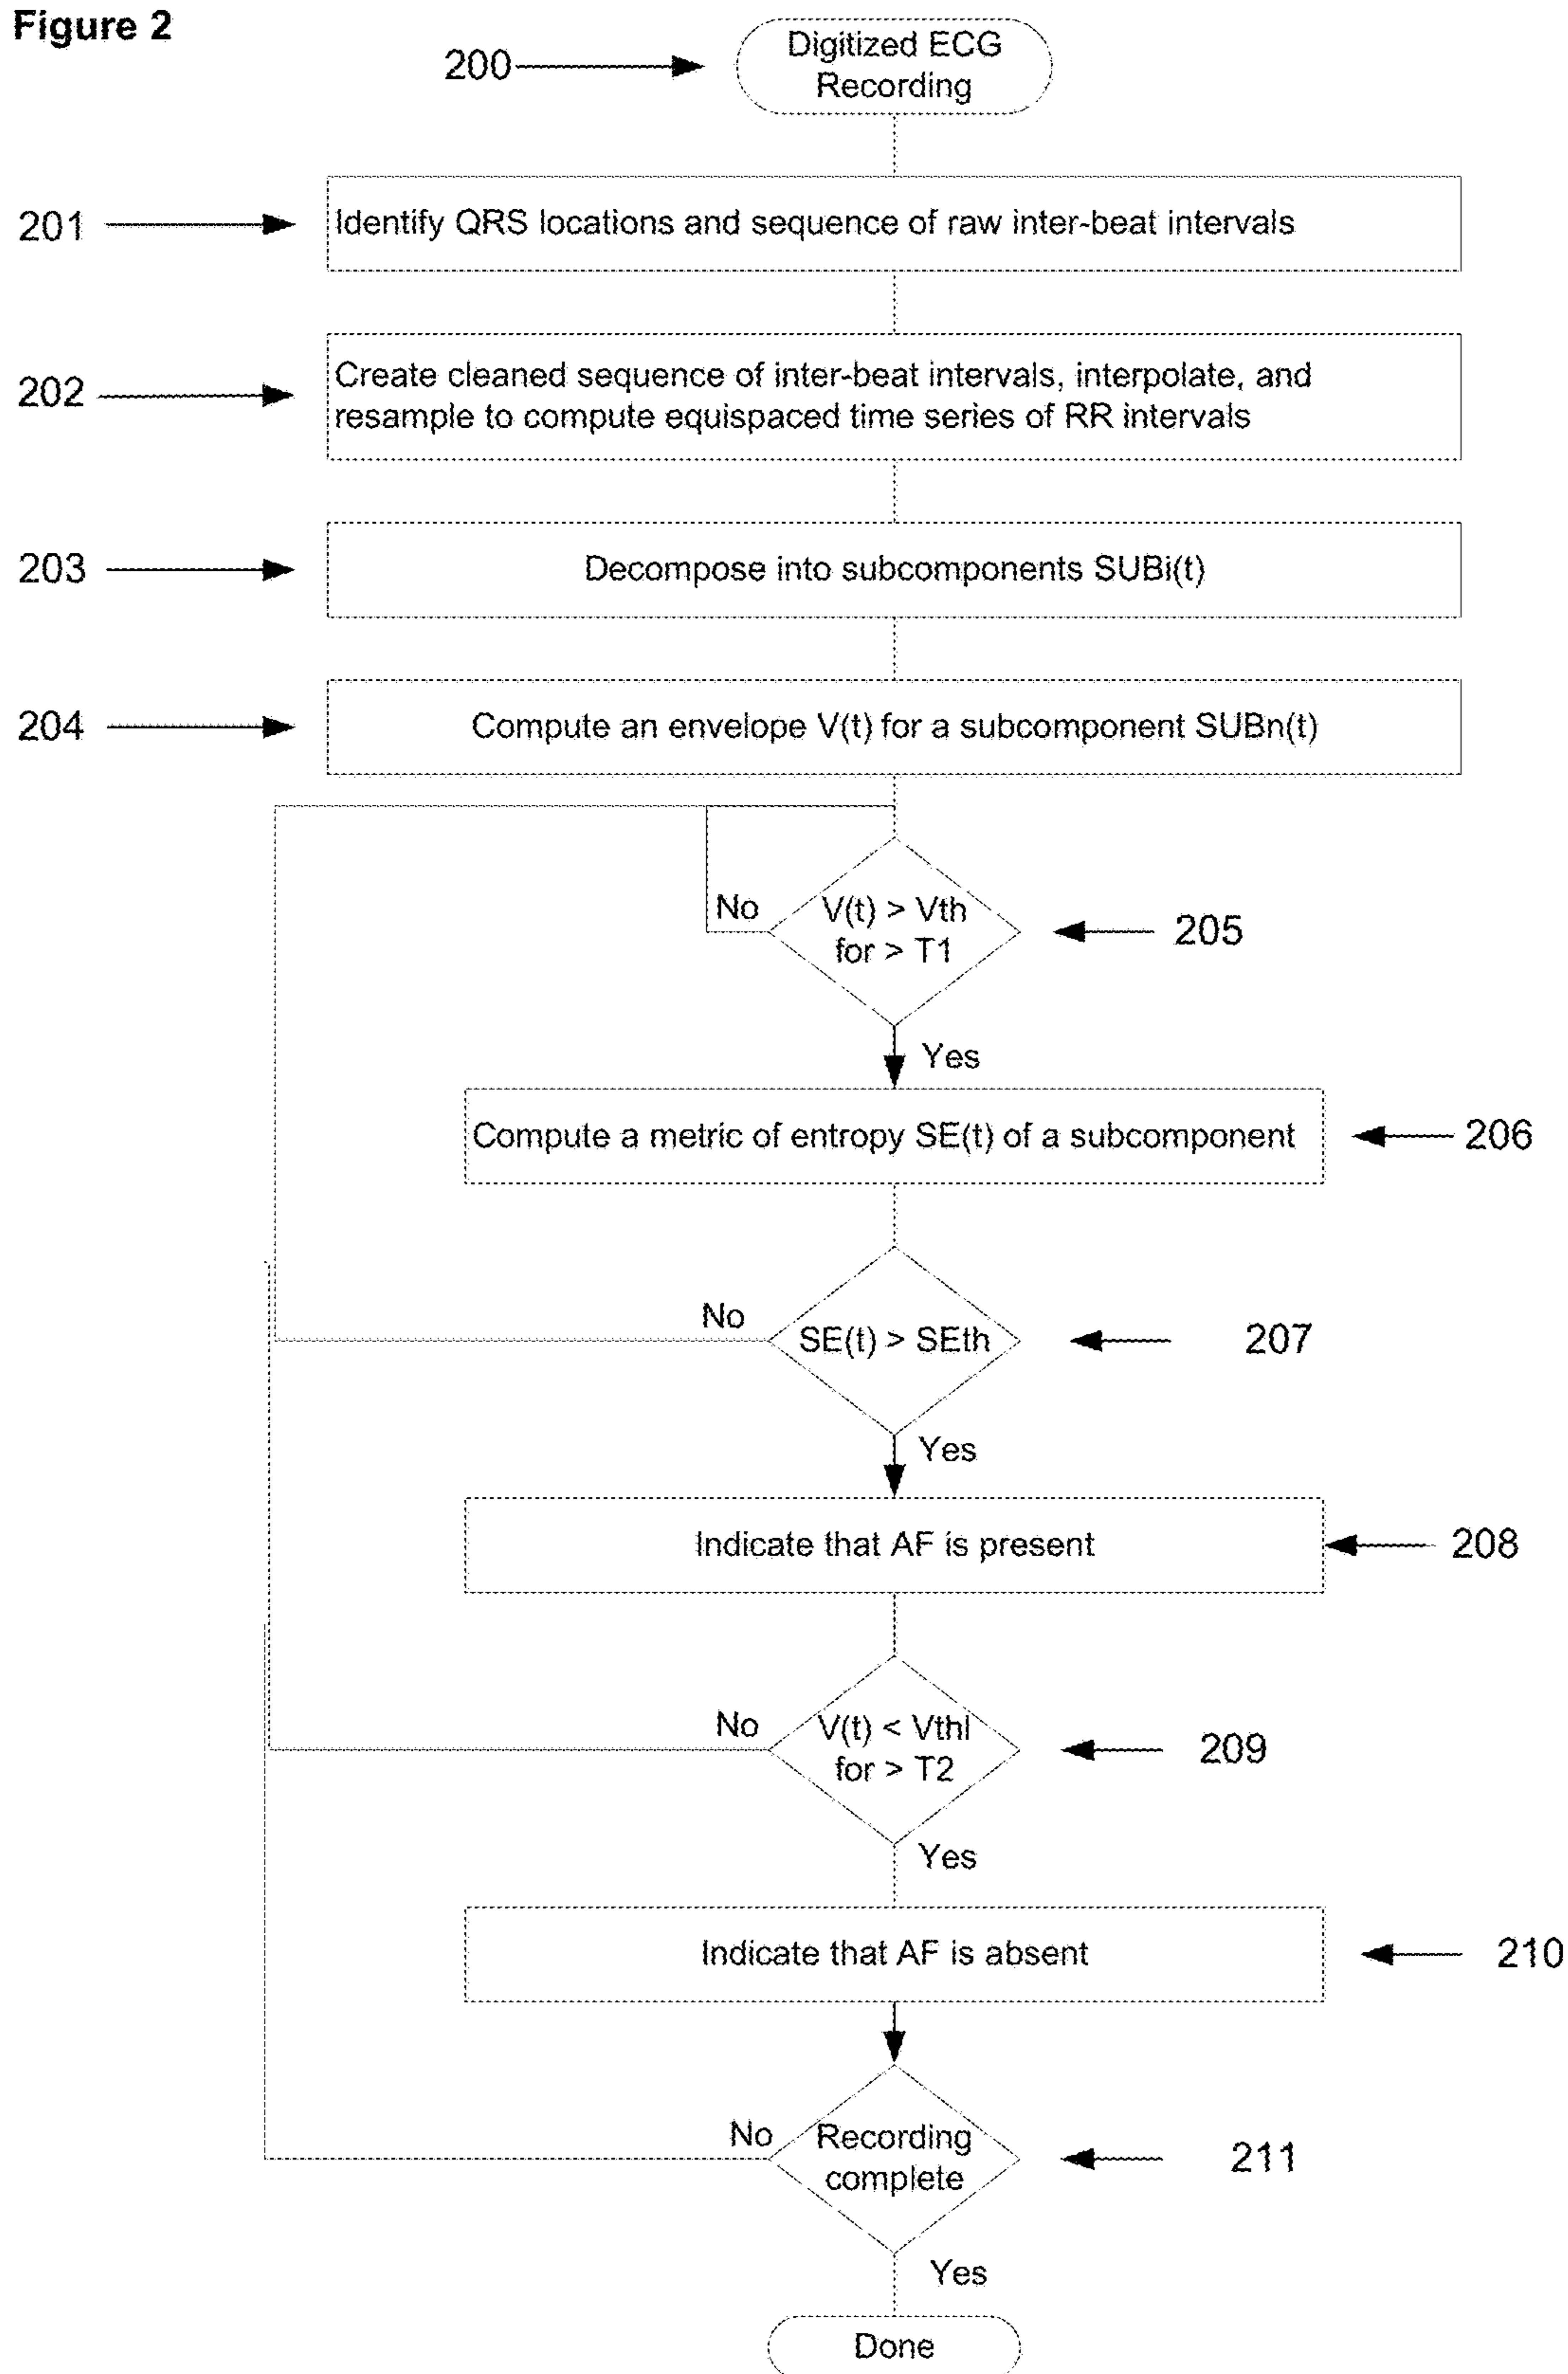 Figure 2
200
Digitized ECG
Recording
201
Identify QRS locations and sequence of raw inter-beat intervals
202
Create cleaned sequence of inter-beat intervals, interpolate, and
resample to compute equispaced time series of RR intervals
203
Decompose into subcomponents SUBi(t)
204
Compute an envelope V(t) for a subcomponent SUBn(t)
No
V(t) > Vth
for > T1
205
Yes
Compute a metric of entropy SE(t) of a subcomponent
206
No
SE(t) > SEth
207
Yes
Indicate that AF is present
208
No
V(t) < Vthl
for > T2
209
Yes
Indicate that AF is absent
210
No
Recording
complete
211
Yes
Done